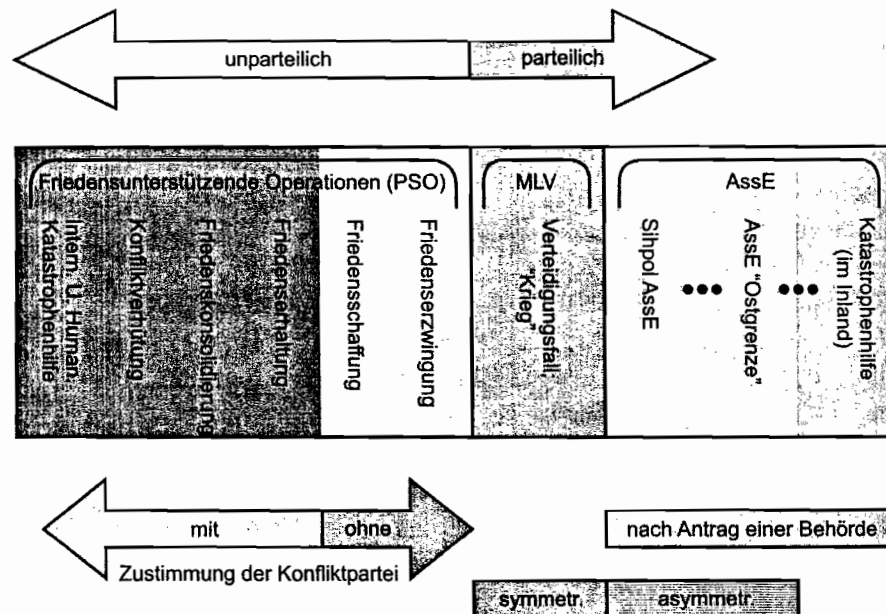 unparteilich
parteilich
Friedensunterstützende Operationen (PSO)
MLV
AssE
Intern. U. Human.
Katastrophenhilfe
Konfliktverhütung
Friedenskonsolidierung
Friedenserhaltung
Friedensschaffung
Friedenserzwingung
Verteidigungsfall,
"Krieg"
Sihpol AssE
AssE "Ostgrenze"
Katastrophenhilfe
(im Inland)
mit
ohne
nach Antrag einer Behörde
Zustimmung der Konfliktpartei
symmetr.
asymmetr.